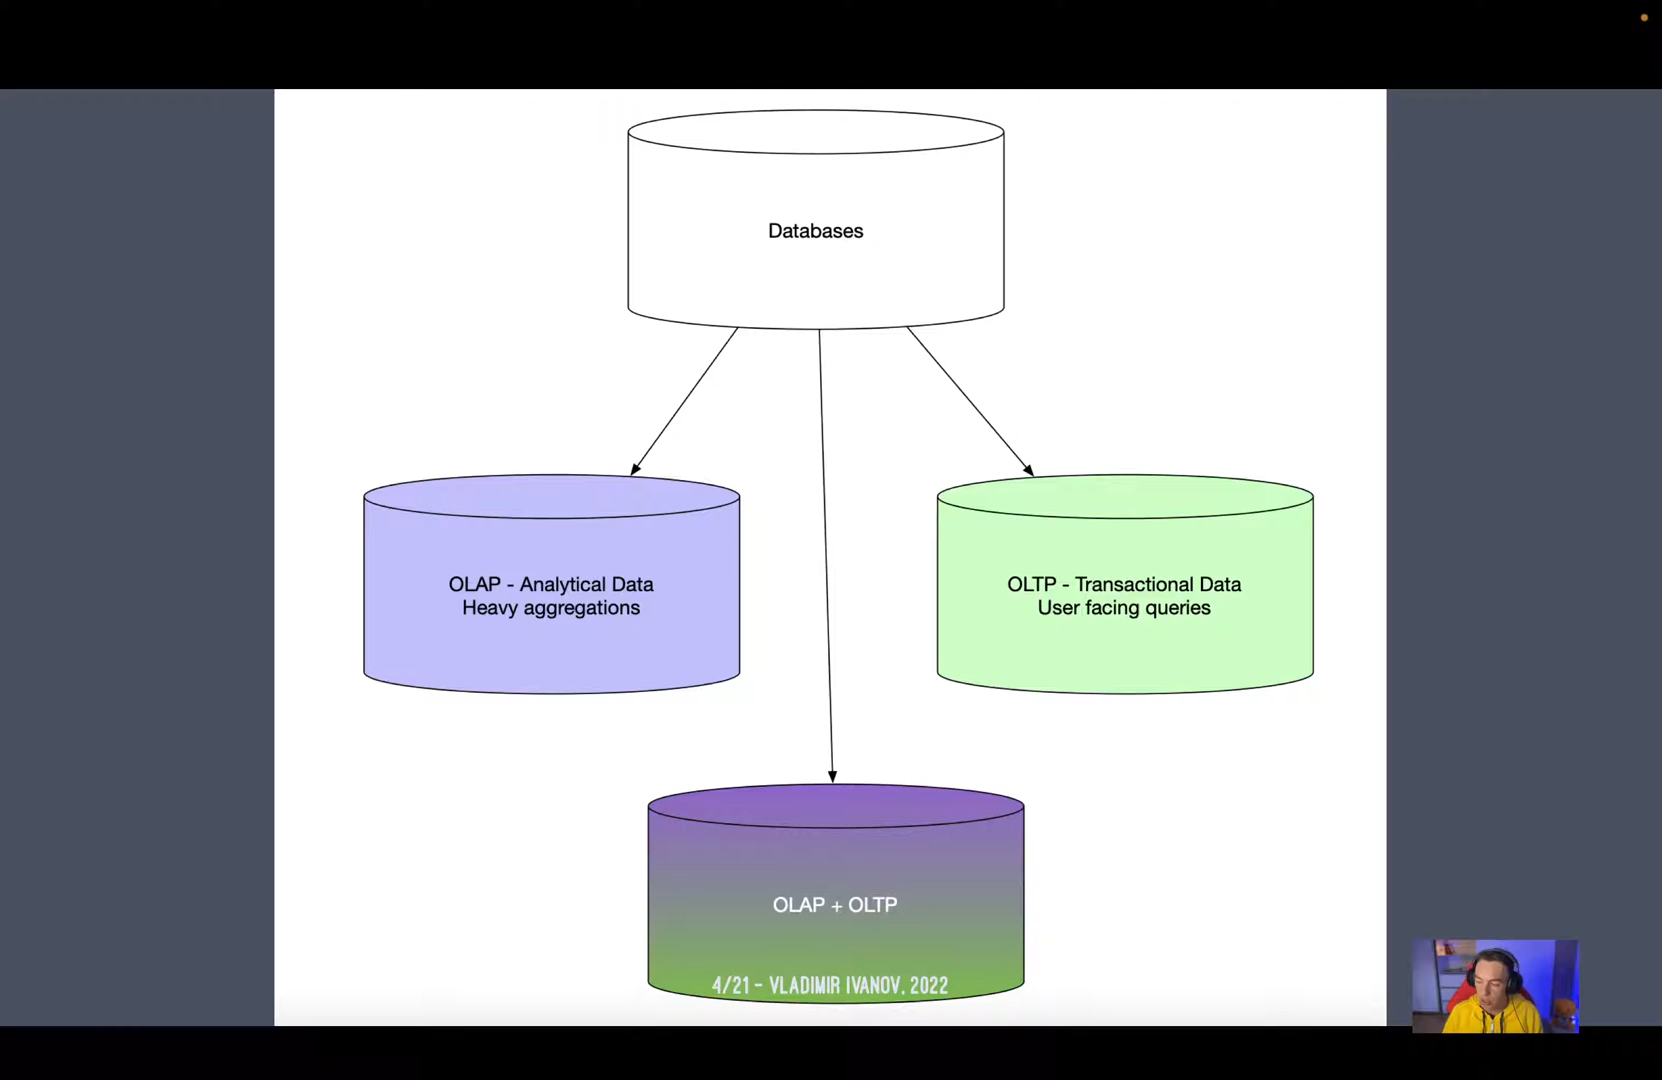 Databases
OLAP - Analytical Data
Heavy aggregations
OLTP - Transactional Data
User facing queries
OLAP + OLTP
4/21 - VLADIMIR IVANOV, 2022